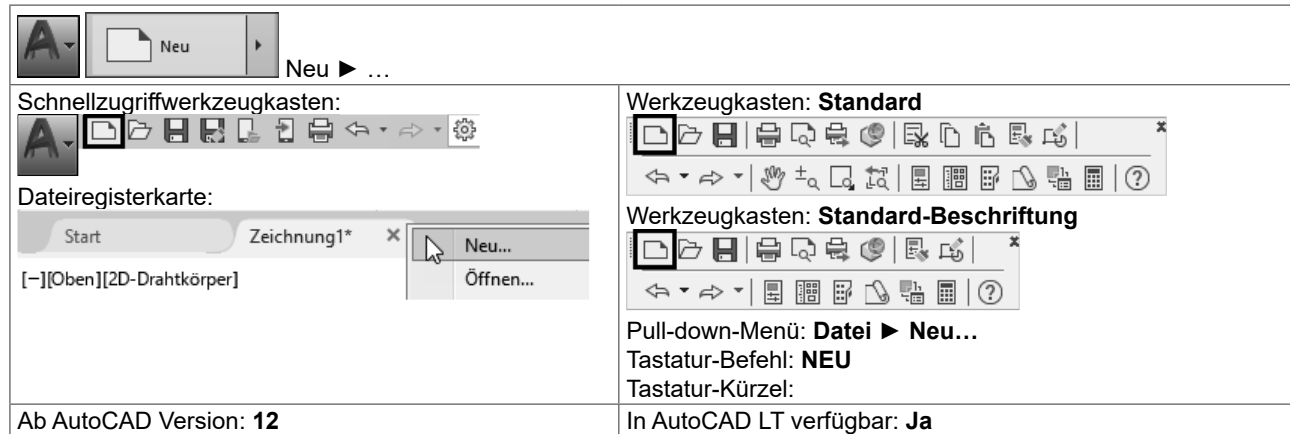 Neu
Neu ► …
Schnellzugriffwerkzeugkasten:
Dateiregisterkarte:
Start
Zeichnung1*
Neu...
Öffnen...
[−][Oben][2D-Drahtkörper]
Werkzeugkasten: Standard
Werkzeugkasten: Standard-Beschriftung
Pull-down-Menü: Datei ► Neu…
Tastatur-Befehl: NEU
Tastatur-Kürzel:
Ab AutoCAD Version: 12
In AutoCAD LT verfügbar: Ja